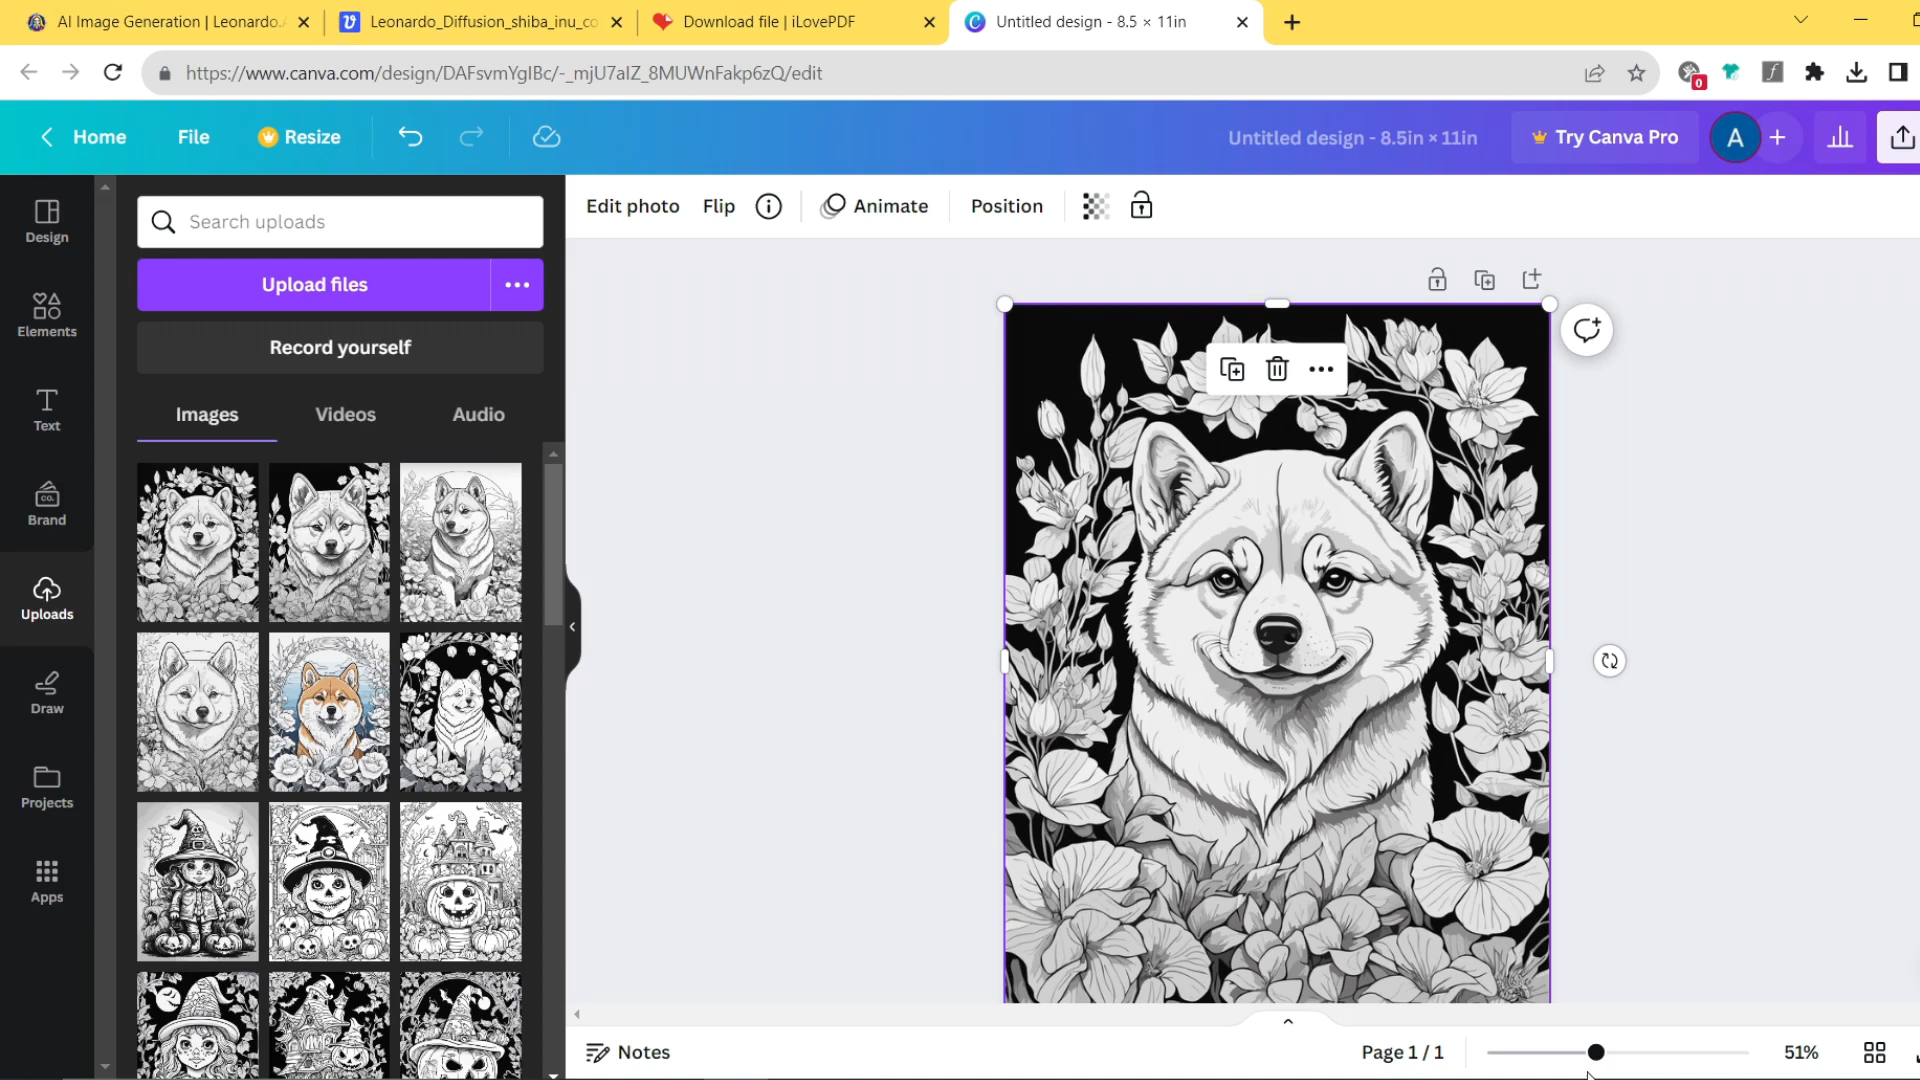 AI Image Generation | Leonardo.
Leonardo_Diffusion_shiba_inu_co
Download file | iLovePDF
Untitled design - 8.5 × 11in
https://www.canva.com/design/DAFsvmYgIBc/-_mjU7aIZ_8MUWnFakp6zQ/edit
0
Home
File
Resize
Untitled design - 8.5in × 11in
Try Canva Pro
A
Design
Elements
Text
Brand
Uploads
Draw
Projects
Apps
Search uploads
Upload files
Record yourself
Images
Videos
Audio
Edit photo
Flip
Animate
Position
Notes
Page 1 / 1
51%